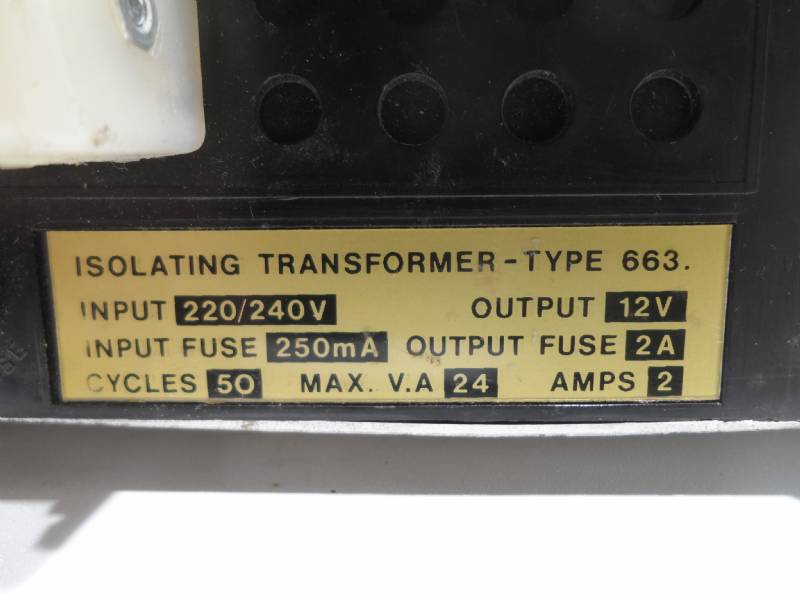 ISOLATING TRANSFORMER-TYPE 663.
INPUT 220/240V OUTPUT 12V
INPUT FUSE 250mA OUTPUT FUSE 2A
CYCLES 50 MAX. V.A 24 AMPS 2